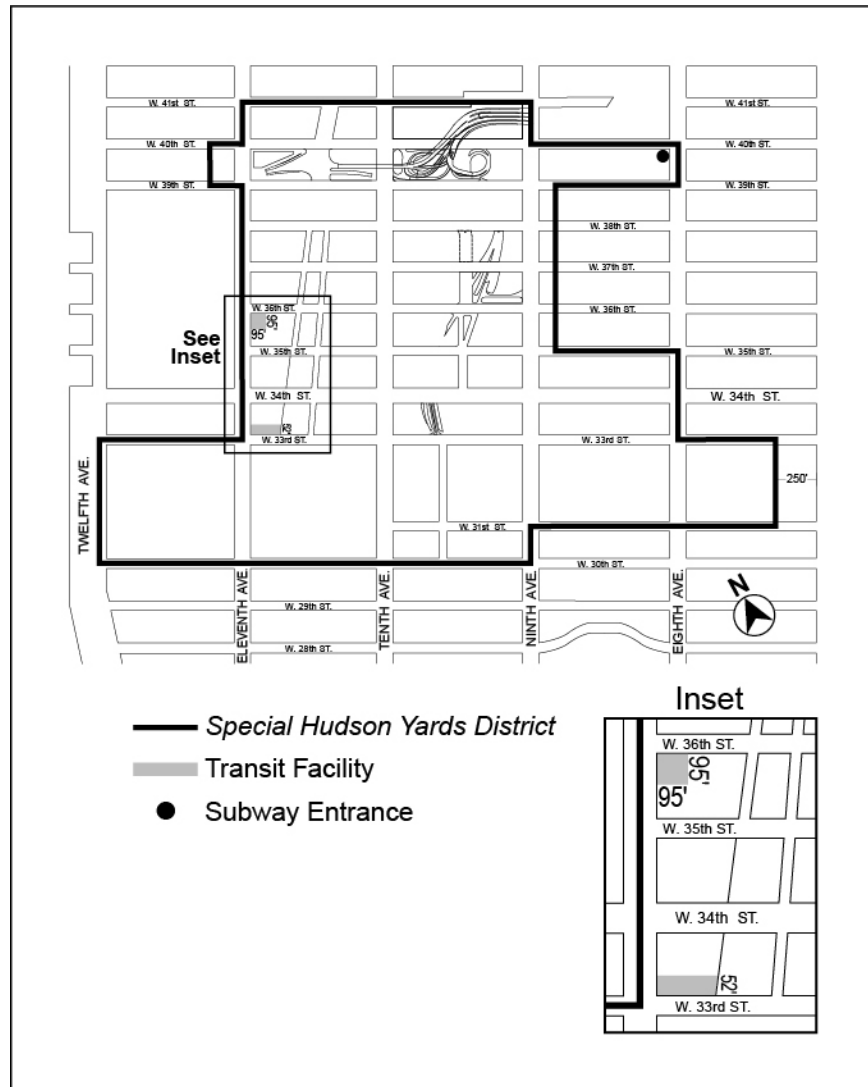 W. 41st ST.
W. 41st ST.
W. 40th ST.
W. 40th ST.
W. 39th ST.
W. 39th ST.
W. 38th ST.
W. 37th ST.
W. 36th ST.
W. 36th ST.
See
Inset
95'
95'
W. 35th ST.
W. 35th ST.
W. 34th ST.
W. 34th ST.
52'
W. 33rd ST.
W. 33rd ST.
250'
W. 31st ST.
W. 30th ST.
W. 29th ST.
W. 28th ST.
TWELFTH AVE.
ELEVENTH AVE.
TENTH AVE.
NINTH AVE.
EIGHTH AVE.
N
Special Hudson Yards District
Transit Facility
Subway Entrance
Inset
W. 36th ST.
95'
95'
W. 35th ST.
W. 34th ST.
52'
W. 33rd ST.